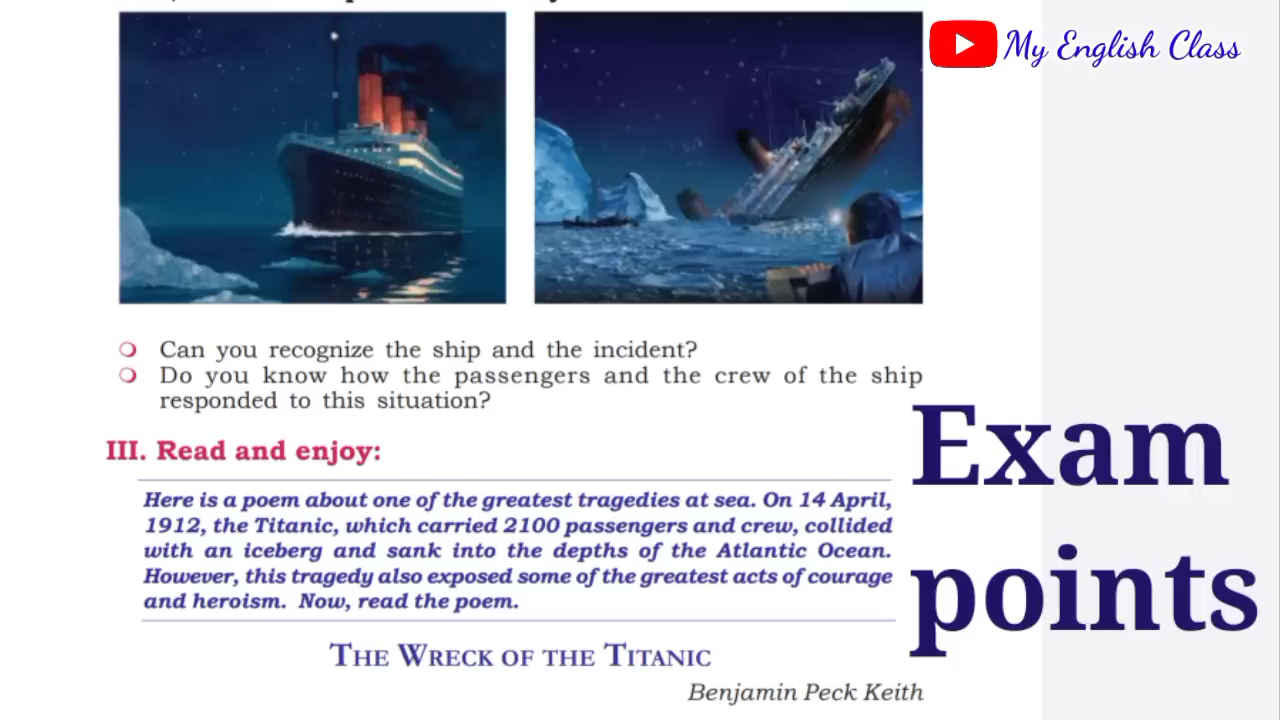 My English Class
Can you recognize the ship and the incident?
Do you know how the passengers and the crew of the ship
responded to this situation?
III. Read and enjoy:
Here is a poem about one of the greatest tragedies at sea. On 14 April,
1912, the Titanic, which carried 2100 passengers and crew, collided
with an iceberg and sank into the depths of the Atlantic Ocean.
However, this tragedy also exposed some of the greatest acts of courage
and heroism. Now, read the poem.
THE WRECK OF THE TITANIC
Benjamin Peck Keith
Exam
points